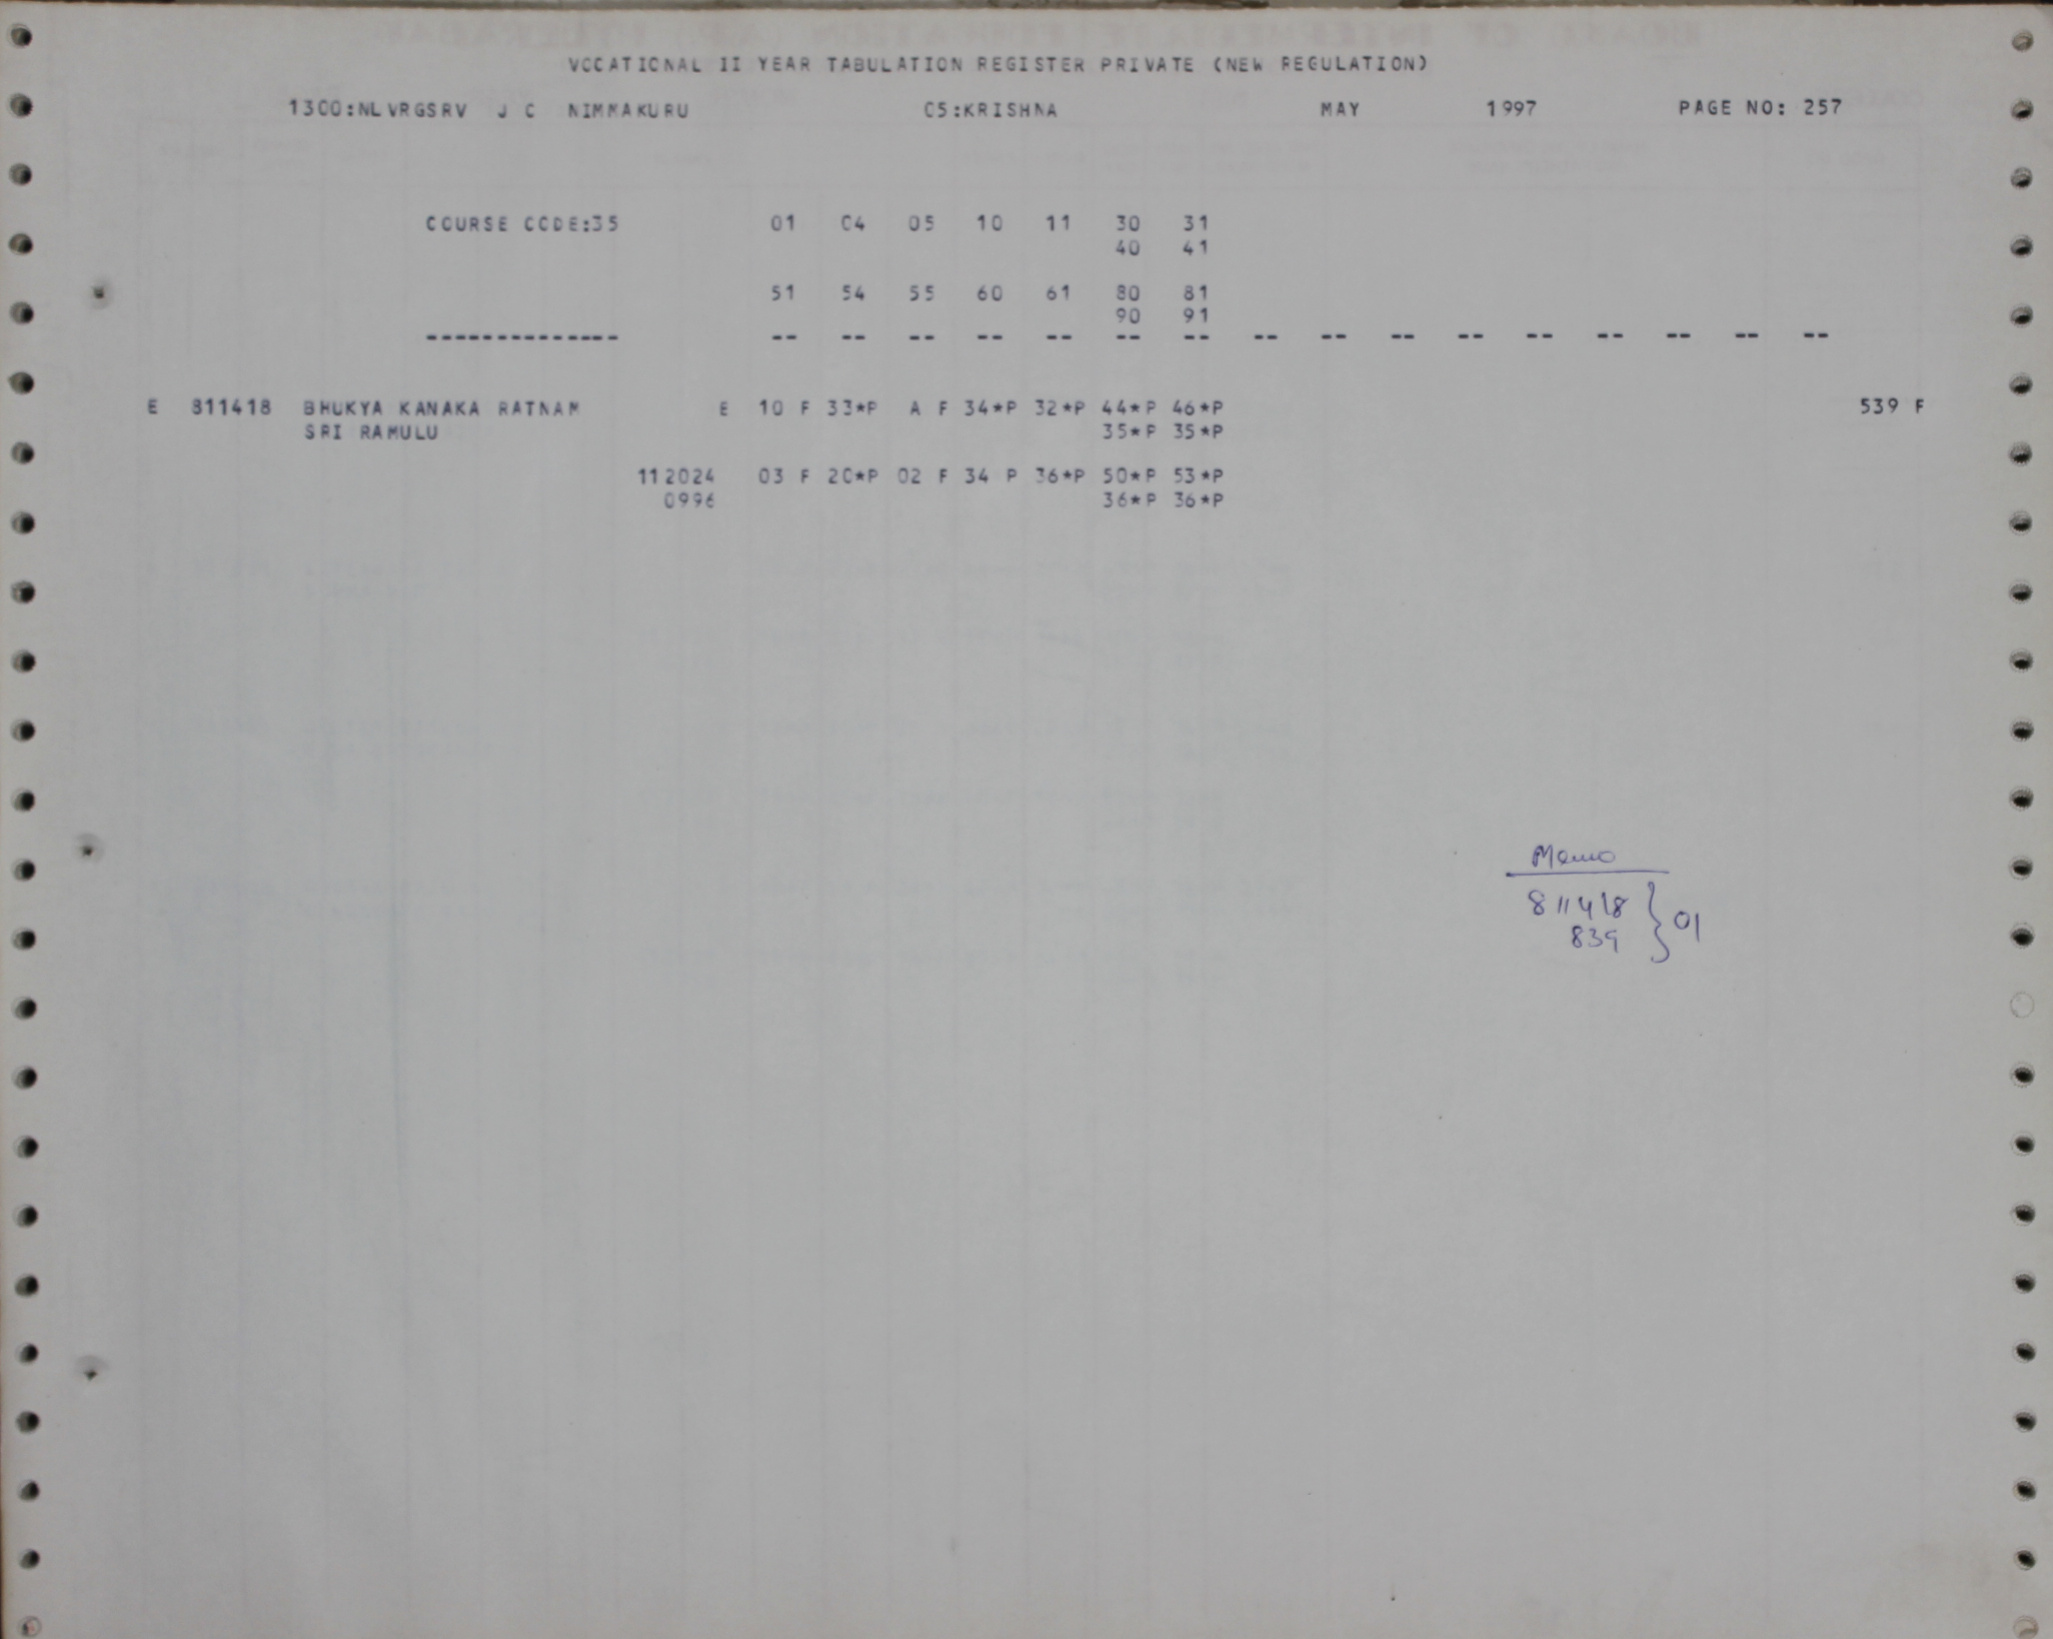 VOCATIONAL II YEAR TABULATION REGISTER PRIVATE (NEW REGULATION)
1300:NLVRGSRV J C NIMMAKURU 05:KRISHNA MAY 1997 PAGE NO: 257
COURSE CODE:35 01 04 05 10 11 30 31
40 41
51 54 55 60 61 80 81
90 91
-------------- -- -- -- -- -- -- -- -- -- -- -- -- -- -- -- --
E 811418 BHUKYA KANAKA RATNAM E 10 F 33*P A F 34*P 32*P 44*P 46*P 539 F
SRI RAMULU 35*P 35*P
112024 03 F 20*P 02 F 34 P 36*P 50*P 53*P
0996 36*P 36*P
Memo
811418 } 01
839